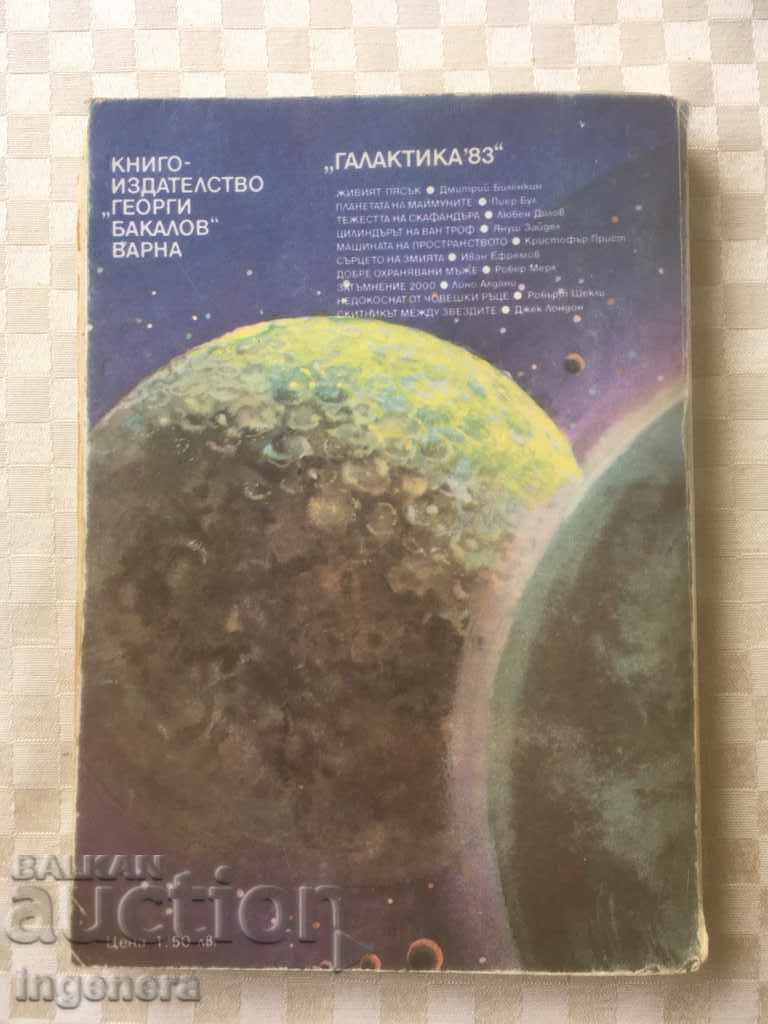 КНИГО-
ИЗДАТЕЛСТВО
„ГЕОРГИ
БАКАЛОВ"
ВАРНА
„ГАЛАКТИКА'83"
ЖИВИЯТ ПЯСЪК ● Дмитрий Биленкин
ПЛАНЕТАТА НА МАЙМУНИТЕ ● Пиер Бул
ТЕЖЕСТТА НА СКАФАНДЪРА ● Любен Дилов
ЦИЛИНДЪРЪТ НА ВАН ТРОФ ● Януш Зайдел
МАШИНАТА НА ПРОСТРАНСТВОТО ● Кристофър Прист
СЪРЦЕТО НА ЗМИЯТА ● Иван Ефремов
ДОБРЕ ОХРАНЯВАНИ МЪЖЕ ● Робер Мерл
ЗАТЪМНЕНИЕ 2000 ● Лино Алдани
НЕДОКОСНАТ ОТ ЧОВЕШКИ РЪЦЕ ● Робърт Шекли
СКИТНИКЪТ МЕЖДУ ЗВЕЗДИТЕ ● Джек Лондон
BALKAN
auction
Цена 1.50 лв.
ingenera